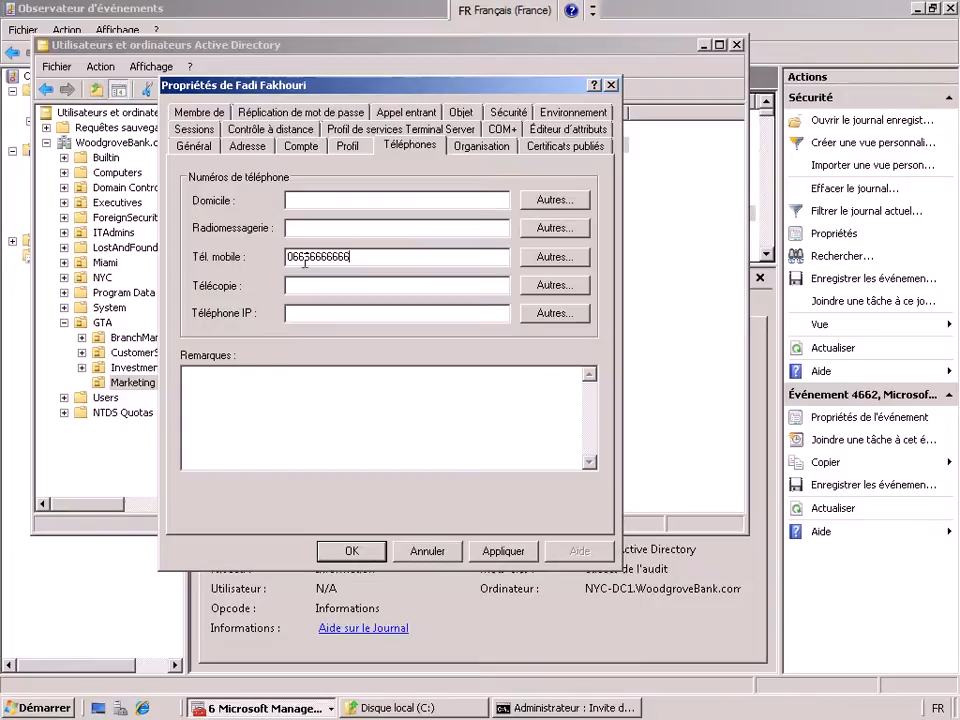 Observateur d'événements
FR Français (France)
Fichier Action Affichage ?
Utilisateurs et ordinateurs Active Directory
Fichier Action Affichage ?
Utilisateurs et ordinate
Requêtes sauvega
WoodgroveBank.c
Builtin
Computers
Domain Contro
Executives
ForeignSecurit
ITAdmins
LostAndFound
Miami
NYC
Program Data
System
GTA
BranchMar
CustomerS
Investmen
Marketing
Users
NTDS Quotas
Propriétés de Fadi Fakhouri
Membre de Réplication de mot de passe Appel entrant Objet Sécurité Environnement
Sessions Contrôle à distance Profil de services Terminal Server COM+ Éditeur d'attributs
Général Adresse Compte Profil Téléphones Organisation Certificats publiés
Numéros de téléphone
Domicile : Autres...
Radiomessagerie : Autres...
Tél. mobile : 06666666666 Autres...
Télécopie : Autres...
Téléphone IP : Autres...
Remarques :
OK Annuler Appliquer Aide
Active Directory
l'audit
Utilisateur : N/A Ordinateur : NYC-DC1.WoodgroveBank.com
Opcode : Informations
Informations : Aide sur le Journal
Actions
Sécurité
Ouvrir le journal enregist...
Créer une vue personnali...
Importer une vue person...
Effacer le journal...
Filtrer le journal actuel...
Propriétés
Rechercher...
Enregistrer les événemen...
Joindre une tâche à ce jo...
Vue
Actualiser
Aide
Événement 4662, Microsof...
Propriétés de l'événement
Joindre une tâche à cet é...
Copier
Enregistrer les événemen...
Actualiser
Aide
Démarrer
6 Microsoft Manage...
Disque local (C:)
Administrateur : Invite d...
FR